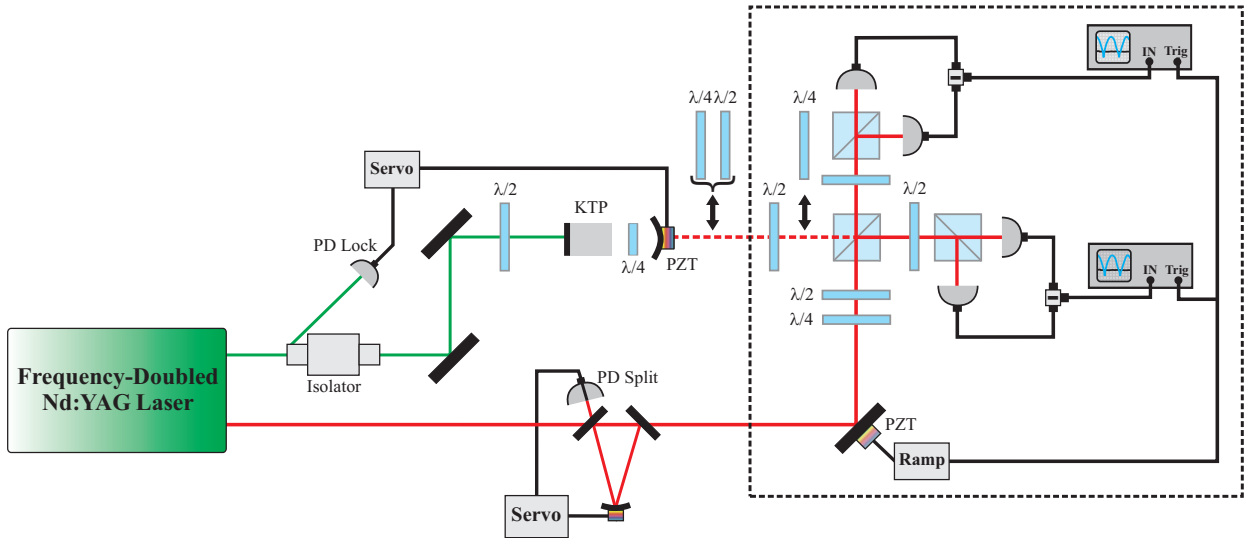 IN
Trig
λ/4
λ/2
λ/4
Servo
λ/2
KTP
λ/2
λ/2
PD Lock
λ/4
PZT
IN
Trig
λ/2
λ/4
Isolator
Frequency-Doubled
Nd:YAG Laser
PD Split
PZT
Ramp
Servo